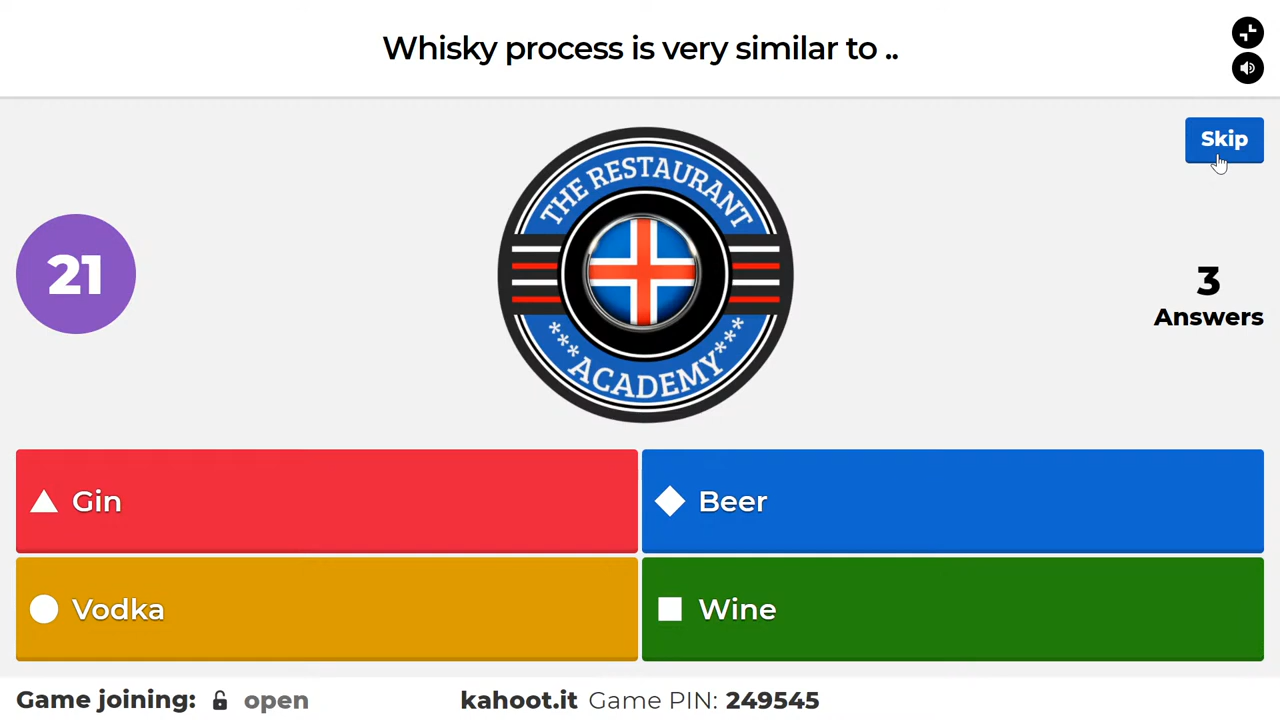 Whisky process is very similar to ..
Skip
THE RESTAURANT
***ACADEMY***
21
3
Answers
Gin
Beer
Vodka
Wine
Game joining: open
kahoot.it Game PIN: 249545